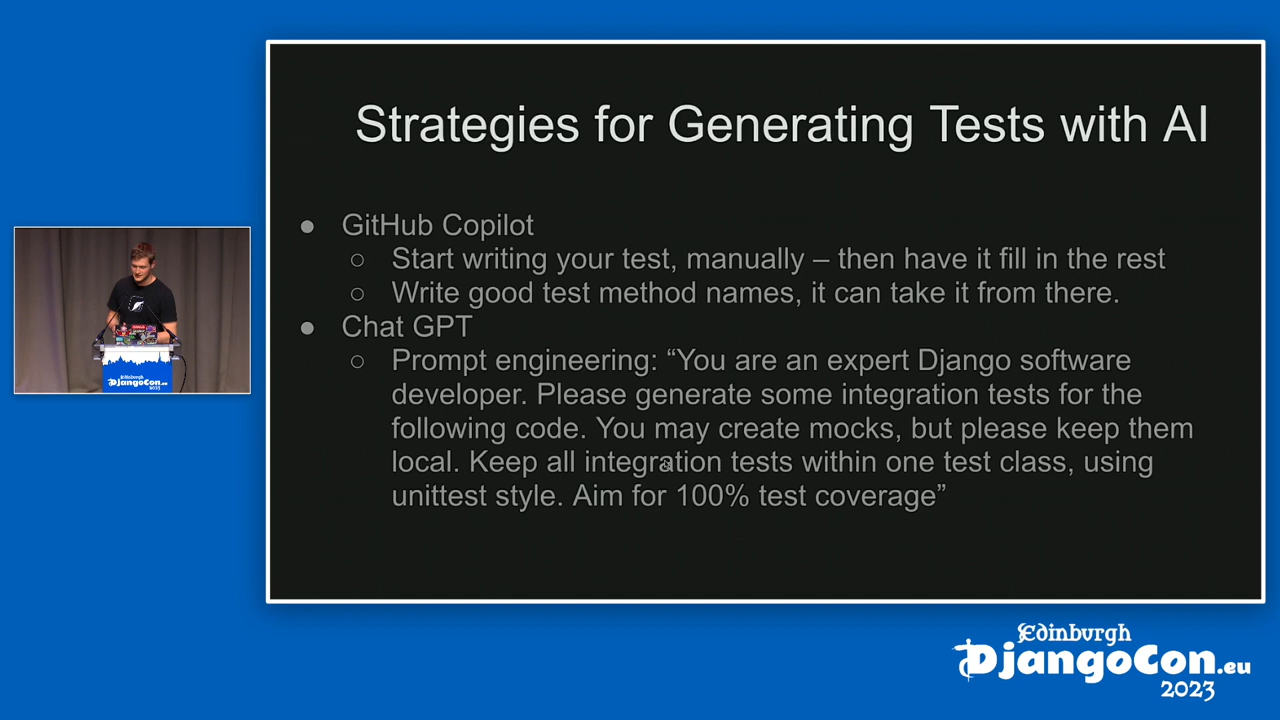 Strategies for Generating Tests with AI
● GitHub Copilot
○ Start writing your test, manually – then have it fill in the rest
○ Write good test method names, it can take it from there.
● Chat GPT
○ Prompt engineering: “You are an expert Django software
developer. Please generate some integration tests for the
following code. You may create mocks, but please keep them
local. Keep all integration tests within one test class, using
unittest style. Aim for 100% test coverage”
Edinburgh
DjangoCon.eu
2023
Edinburgh
DjangoCon.eu
2023